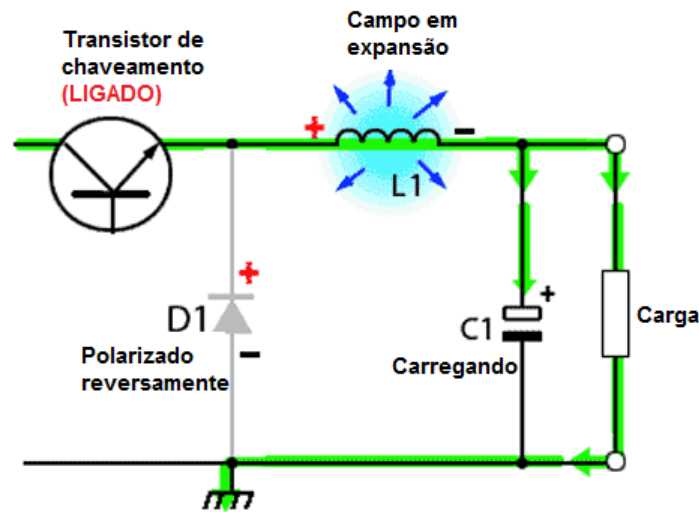 Transistor de
chaveamento
(LIGADO)
Campo em
expansão
+
-
L1
+
D1
-
Polarizado
reversamente
+
C1
Carregando
Carga